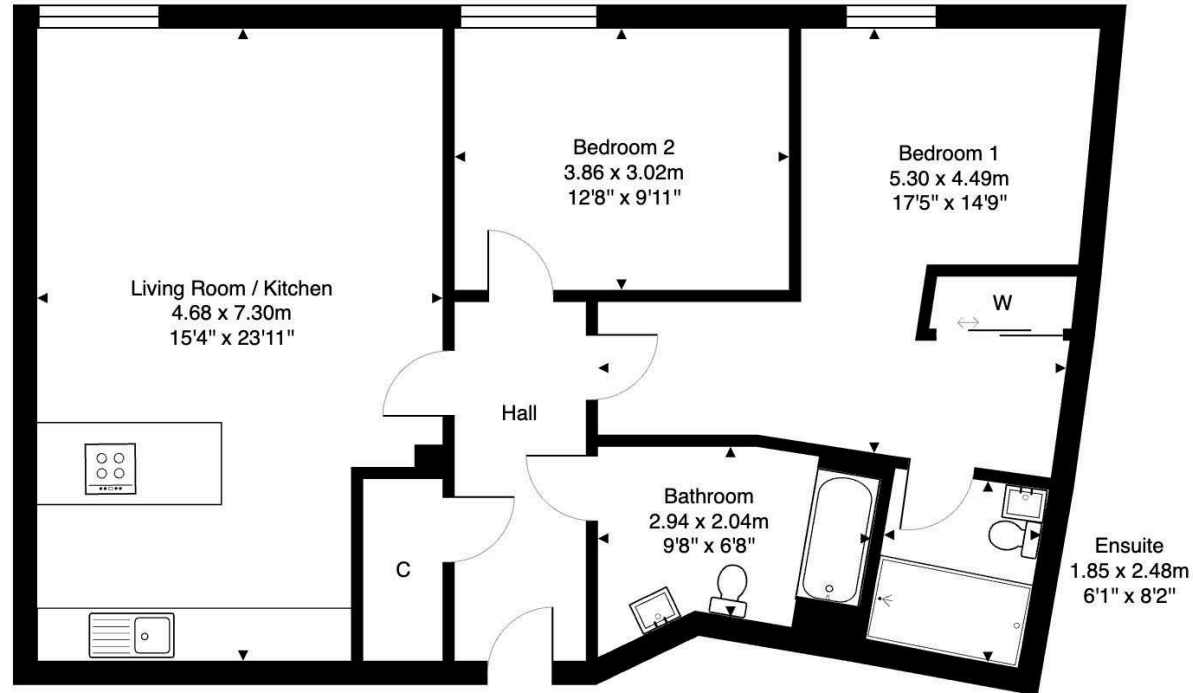 Living Room / Kitchen
4.68 x 7.30m
15'4" x 23'11"
Bedroom 2
3.86 x 3.02m
12'8" x 9'11"
Bedroom 1
5.30 x 4.49m
17'5" x 14'9"
W
Hall
C
Bathroom
2.94 x 2.04m
9'8" x 6'8"
Ensuite
1.85 x 2.48m
6'1" x 8'2"